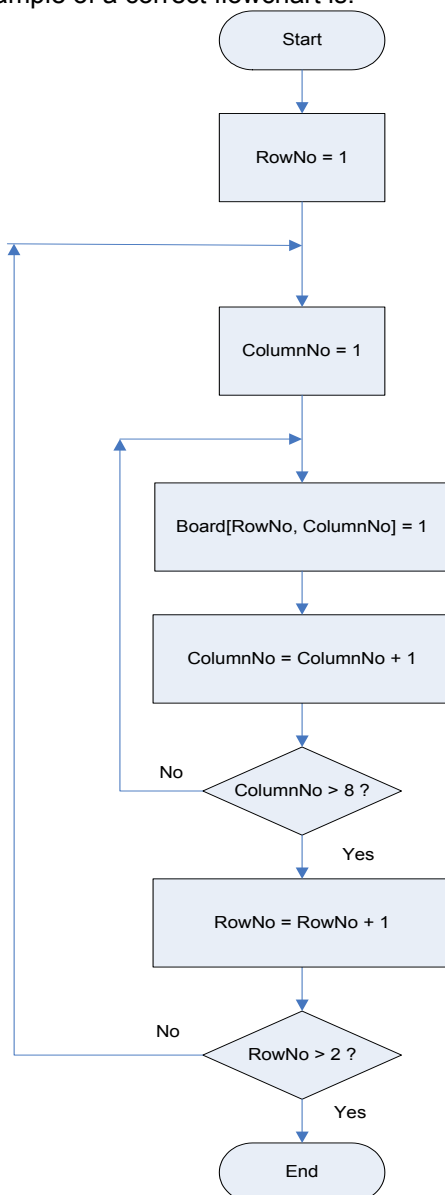 ample of a correct flowchart is:
Start
RowNo = 1
ColumnNo = 1
Board[RowNo, ColumnNo] = 1
ColumnNo = ColumnNo + 1
No
ColumnNo > 8 ?
Yes
RowNo = RowNo + 1
No
RowNo > 2 ?
Yes
End